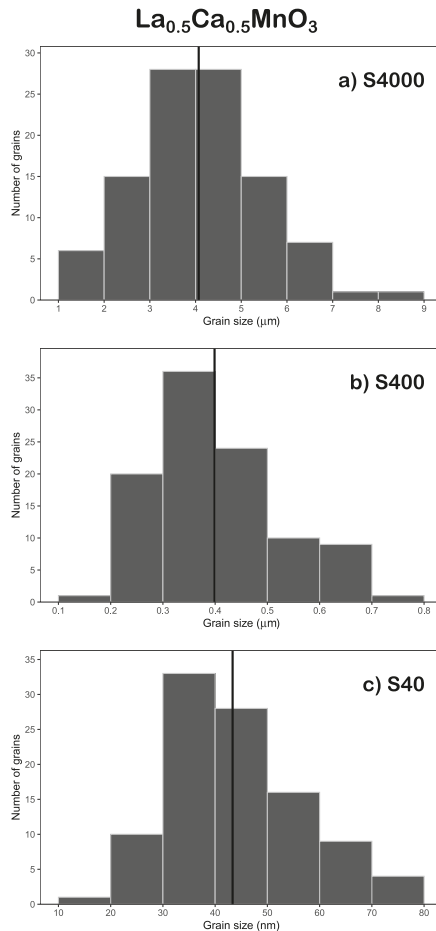 La₀.₅Ca₀.₅MnO₃
a) S4000
Number of grains
30
25
20
15
10
5
0
1 2 3 4 5 6 7 8 9
Grain size (μm)
b) S400
Number of grains
35
30
25
20
15
10
5
0
0.1 0.2 0.3 0.4 0.5 0.6 0.7 0.8
Grain size (μm)
c) S40
Number of grains
35
30
25
20
15
10
5
0
10 20 30 40 50 60 70 80
Grain size (nm)